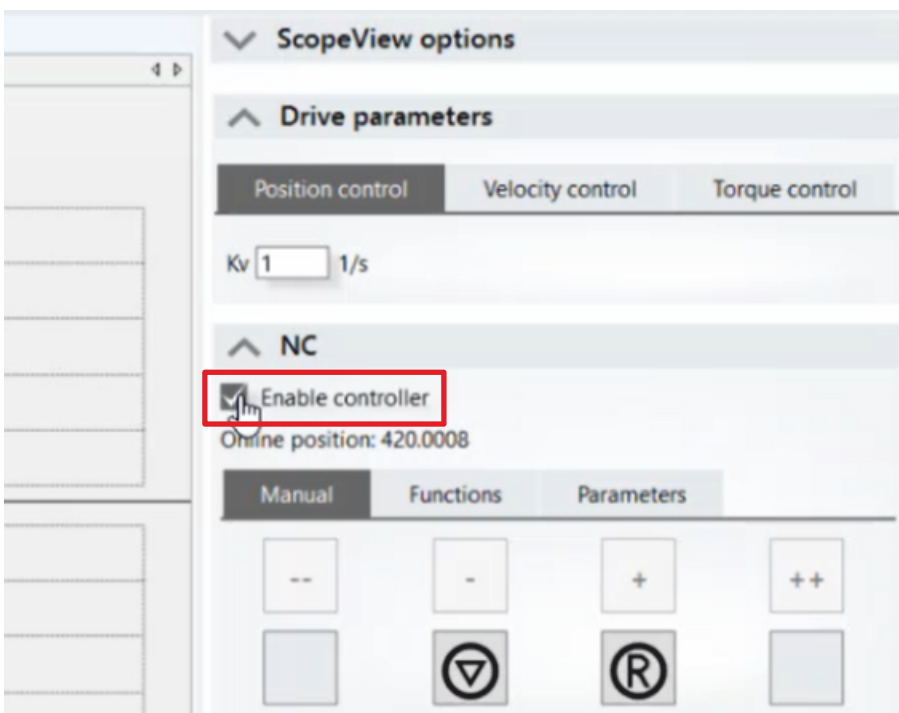 ScopeView options
Drive parameters
Position control Velocity control Torque control
Kv 1 1/s
NC
Enable controller
Online position: 420.0008
Manual Functions Parameters
-- - + ++
R